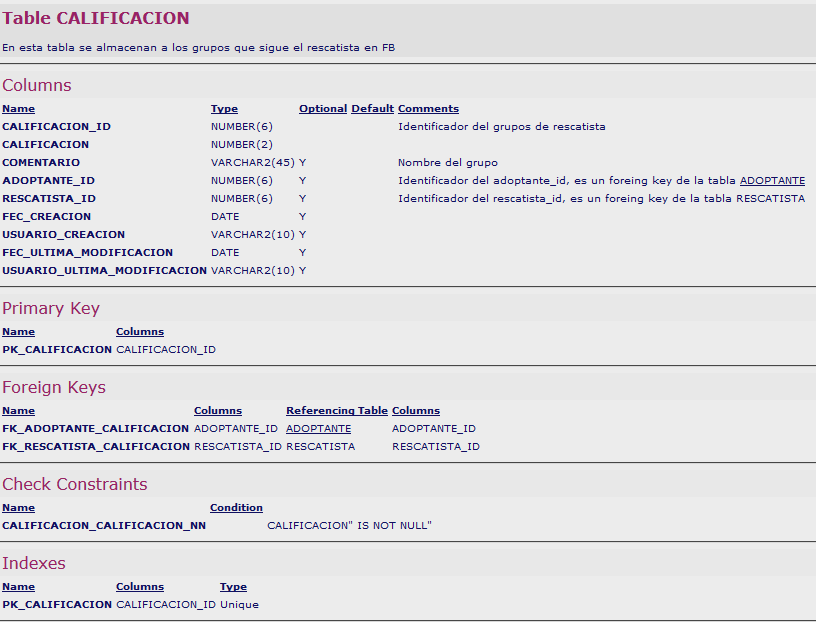 Table CALIFICACION
En esta tabla se almacenan a los grupos que sigue el rescatista en FB
Columns
Name Type Optional Default Comments
CALIFICACION_ID NUMBER(6) Identificador del grupos de rescatista
CALIFICACION NUMBER(2)
COMENTARIO VARCHAR2(45) Y Nombre del grupo
ADOPTANTE_ID NUMBER(6) Y Identificador del adoptante_id, es un foreing key de la tabla ADOPTANTE
RESCATISTA_ID NUMBER(6) Y Identificador del rescatista_id, es un foreing key de la tabla RESCATISTA
FEC_CREACION DATE Y
USUARIO_CREACION VARCHAR2(10) Y
FEC_ULTIMA_MODIFICACION DATE Y
USUARIO_ULTIMA_MODIFICACION VARCHAR2(10) Y
Primary Key
Name Columns
PK_CALIFICACION CALIFICACION_ID
Foreign Keys
Name Columns Referencing Table Columns
FK_ADOPTANTE_CALIFICACION ADOPTANTE_ID ADOPTANTE ADOPTANTE_ID
FK_RESCATISTA_CALIFICACION RESCATISTA_ID RESCATISTA RESCATISTA_ID
Check Constraints
Name Condition
CALIFICACION_CALIFICACION_NN CALIFICACION" IS NOT NULL"
Indexes
Name Columns Type
PK_CALIFICACION CALIFICACION_ID Unique